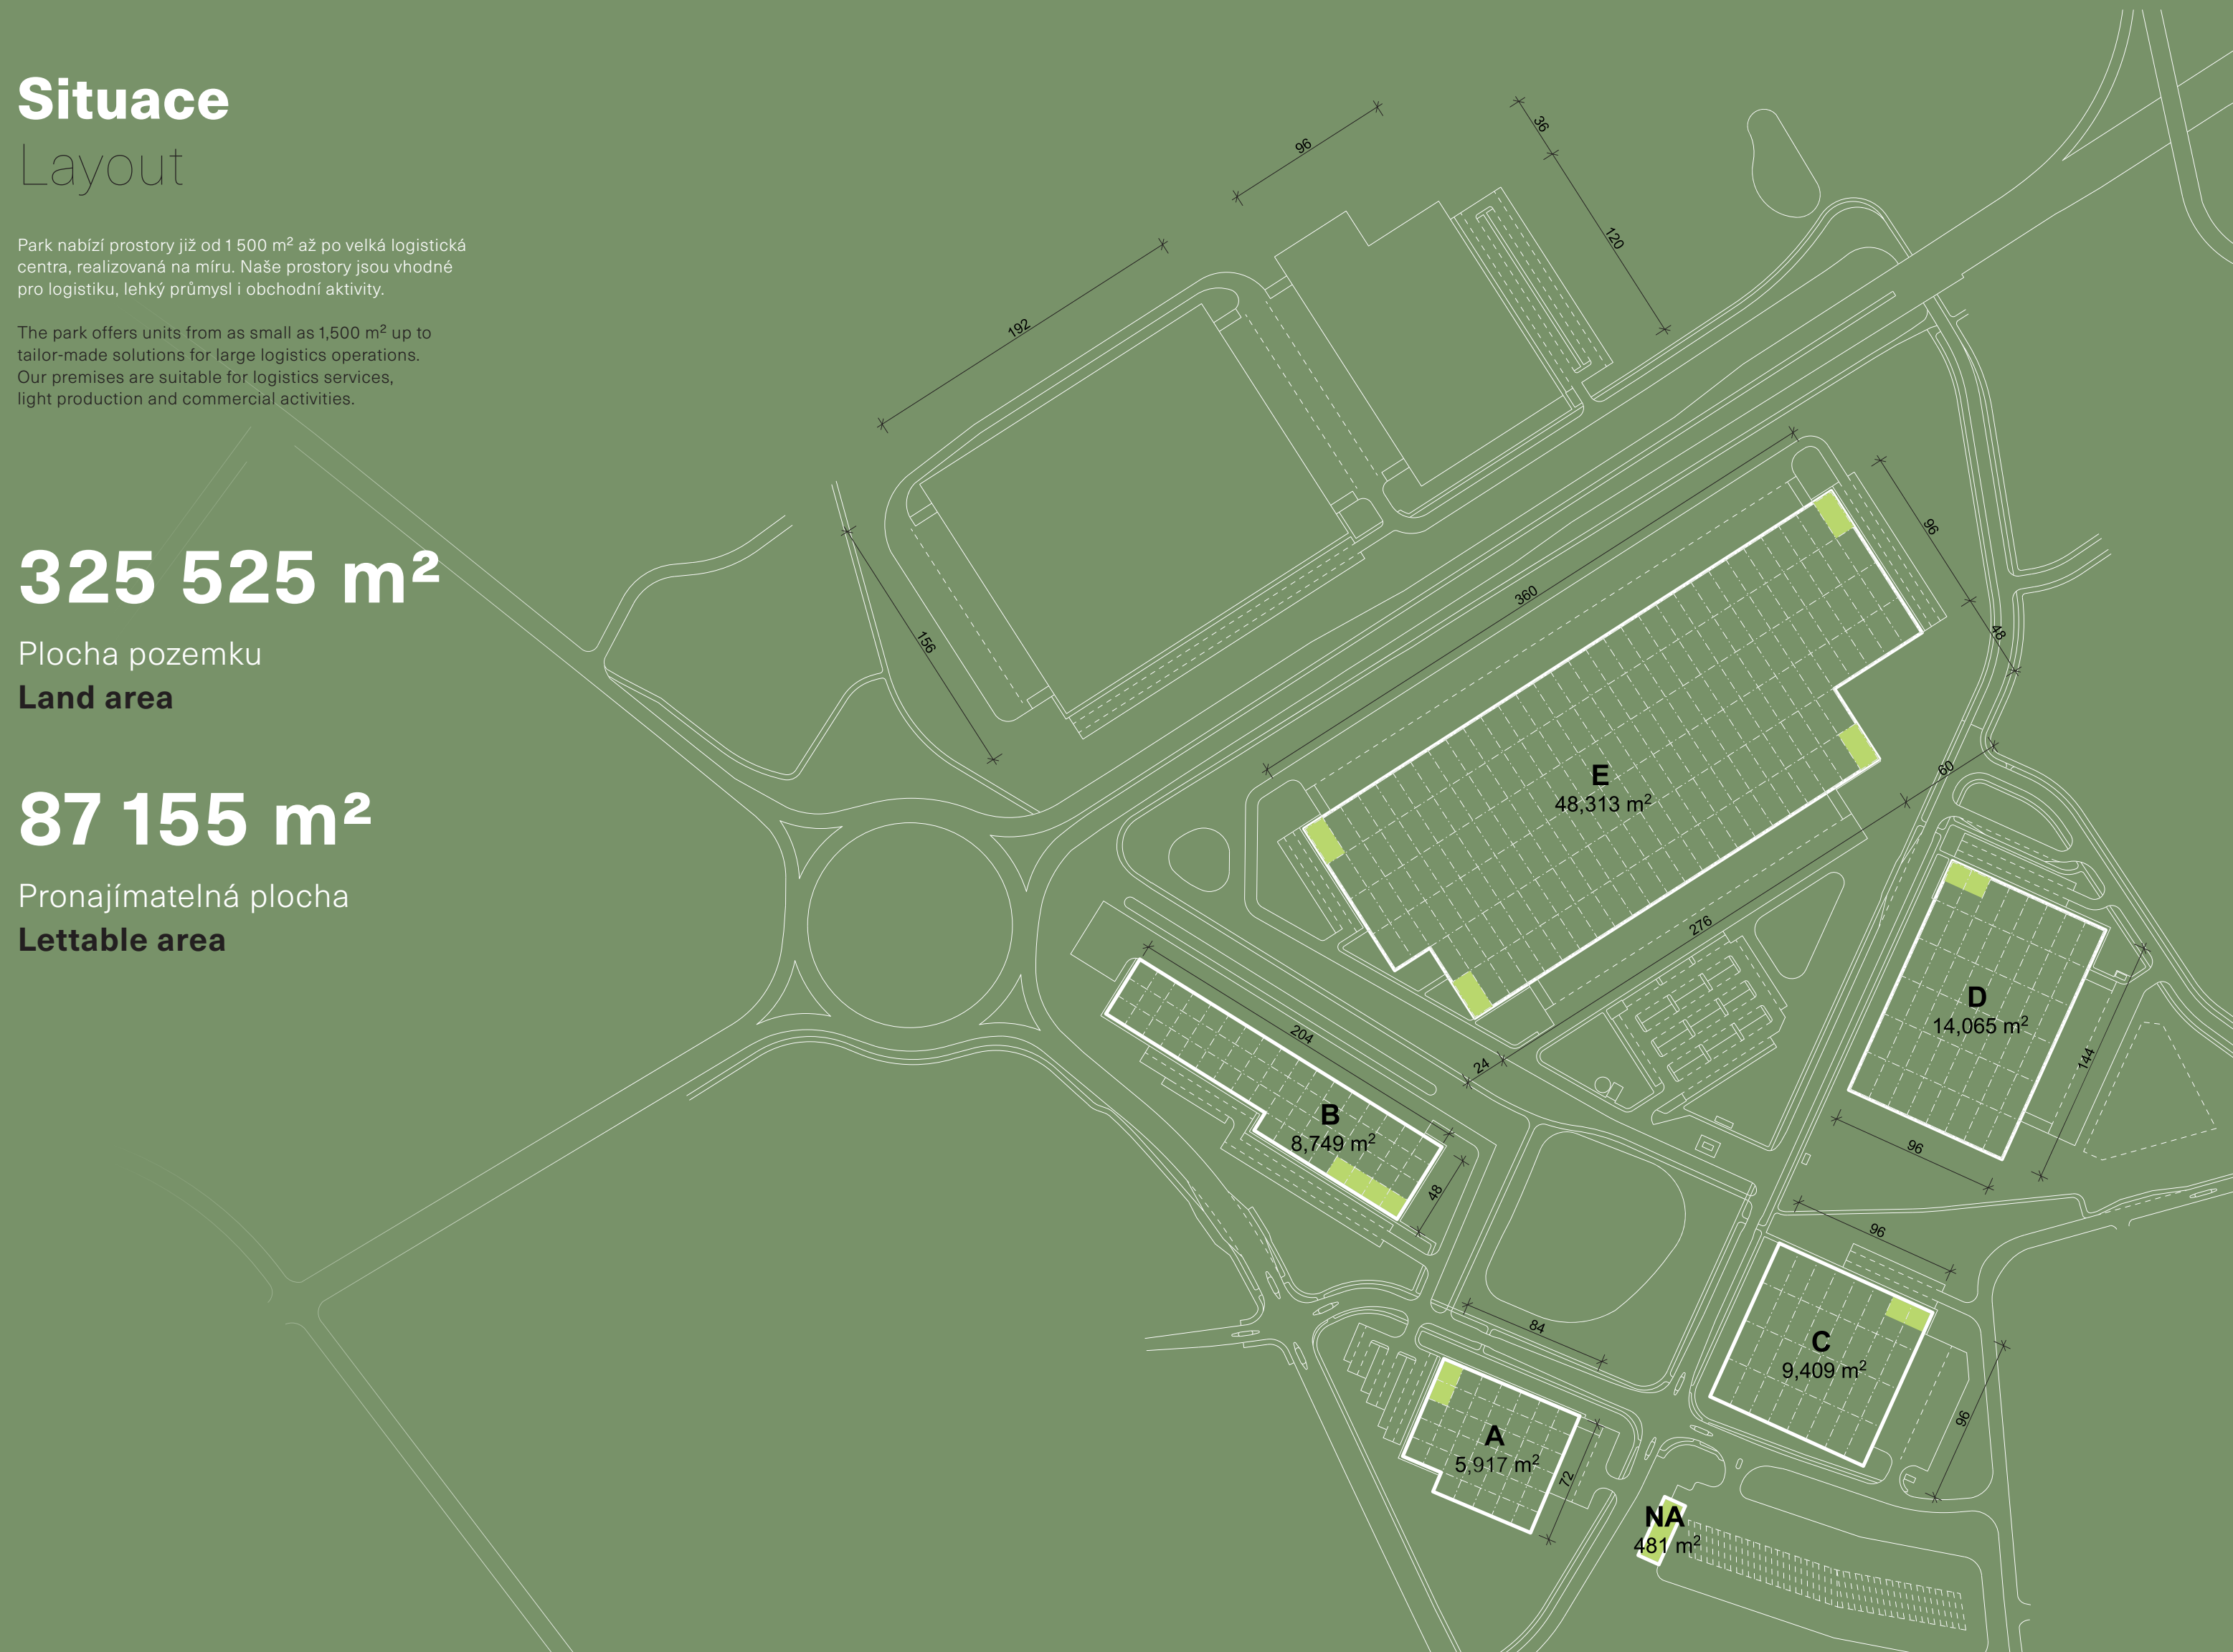 Situace
Layout
Park nabízí prostory již od 1 500 m² až po velká logistická
centra, realizovaná na míru. Naše prostory jsou vhodné
pro logistiku, lehký průmysl i obchodní aktivity.
The park offers units from as small as 1,500 m² up to
tailor-made solutions for large logistics operations.
Our premises are suitable for logistics services,
light production and commercial activities.
325 525 m²
Plocha pozemku
Land area
87 155 m²
Pronajímatelná plocha
Lettable area
96
36
120
192
156
360
96
48
E
48,313 m²
60
276
24
D
14,065 m²
144
96
204
B
8,749 m²
48
96
84
C
9,409 m²
96
A
5,917 m²
72
NA
481 m²